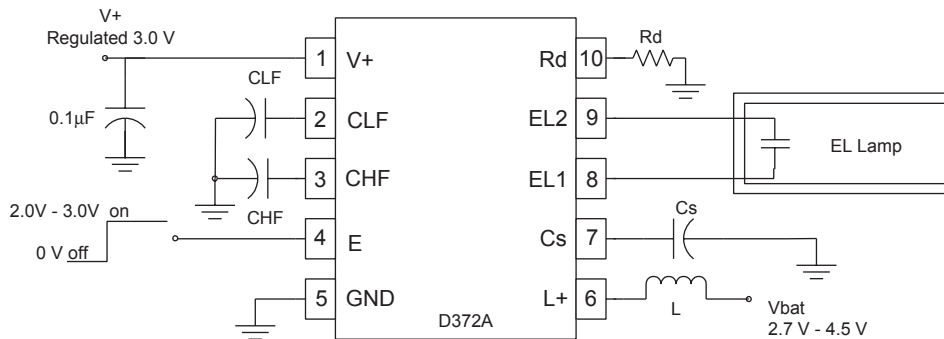 V+
Regulated 3.0 V
0.1µF
CLF
CHF
2.0V - 3.0V on
0 V off
1 V+
2 CLF
3 CHF
4 E
5 GND
Rd 10
EL2 9
EL1 8
Cs 7
L+ 6
D372A
Rd
EL Lamp
Cs
L
Vbat
2.7 V - 4.5 V